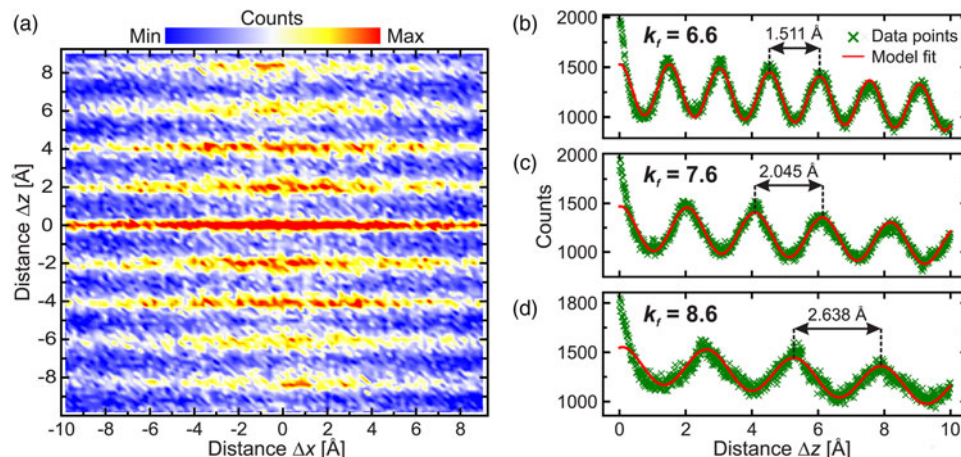 (a)
Counts
Min Max
8
6
4
2
0
-2
-4
-6
-8
Distance Δz [Å]
-10 -8 -6 -4 -2 0 2 4 6 8
Distance Δx [Å]
(b)
2000
1500
1000
k_f = 6.6
1.511 Å
Data points
Model fit
(c)
2000
1500
1000
k_f = 7.6
2.045 Å
Counts
(d)
1800
1500
1000
k_f = 8.6
2.638 Å
0 2 4 6 8 10
Distance Δz [Å]